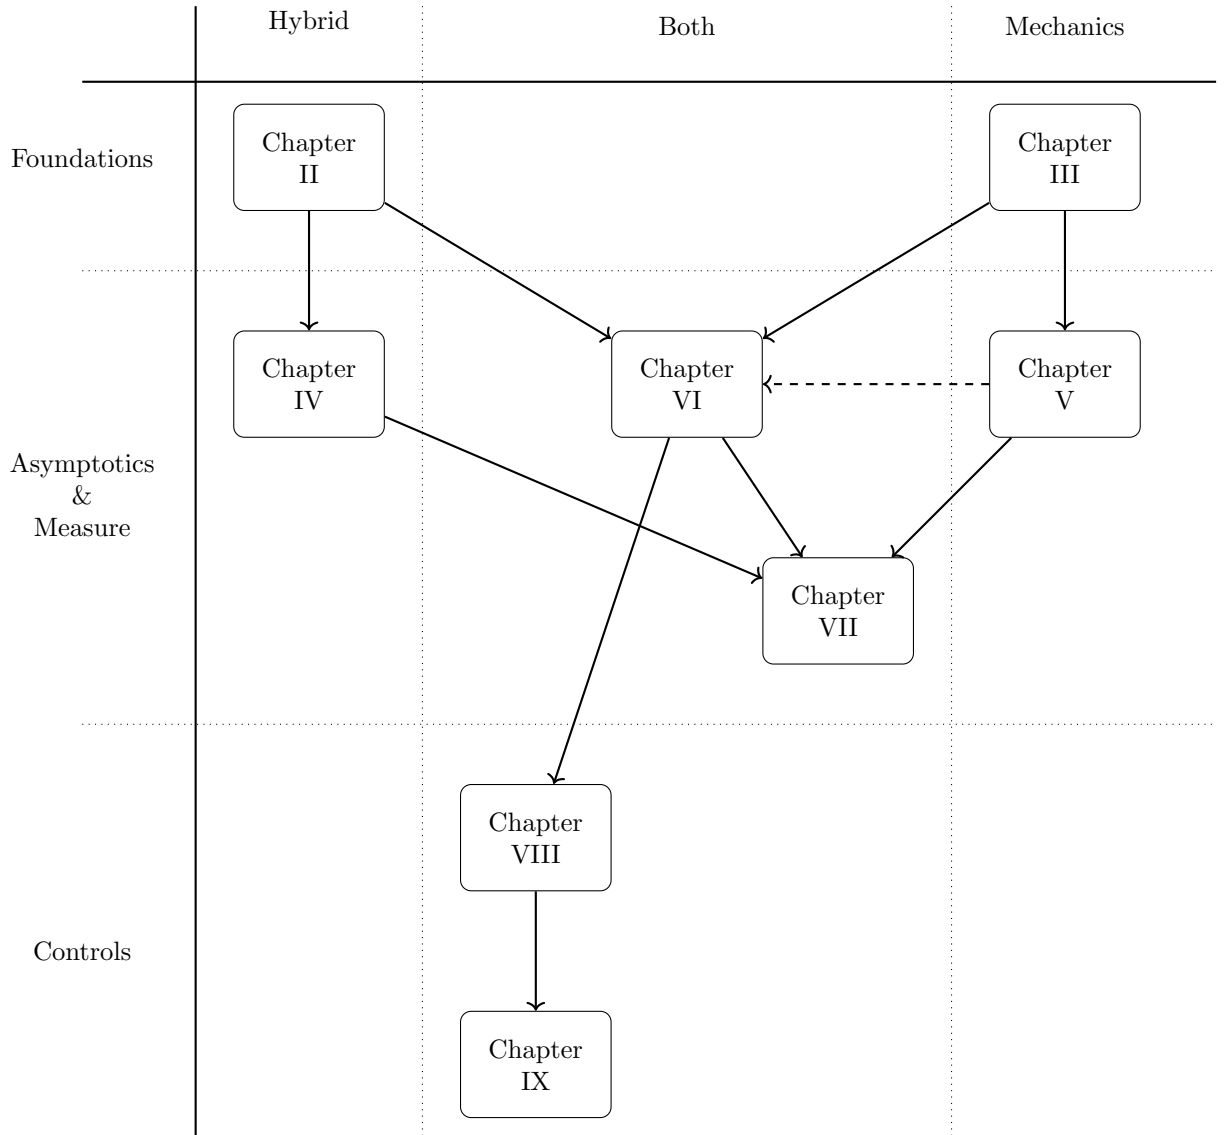 Hybrid
Both
Mechanics
Foundations
Chapter
II
Chapter
III
Asymptotics
&
Measure
Chapter
IV
Chapter
VI
Chapter
V
Chapter
VII
Controls
Chapter
VIII
Chapter
IX